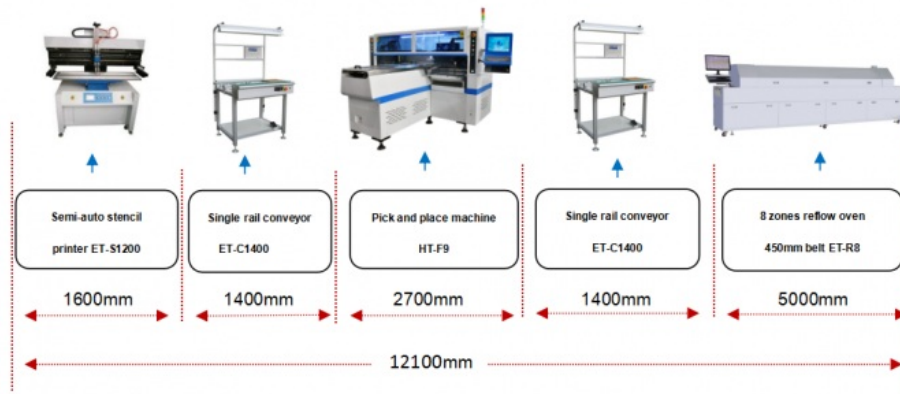 Semi-auto stencil
printer ET-S1200
Single rail conveyor
ET-C1400
Pick and place machine
HT-F9
Single rail conveyor
ET-C1400
8 zones reflow oven
450mm belt ET-R8
1600mm
1400mm
2700mm
1400mm
5000mm
12100mm